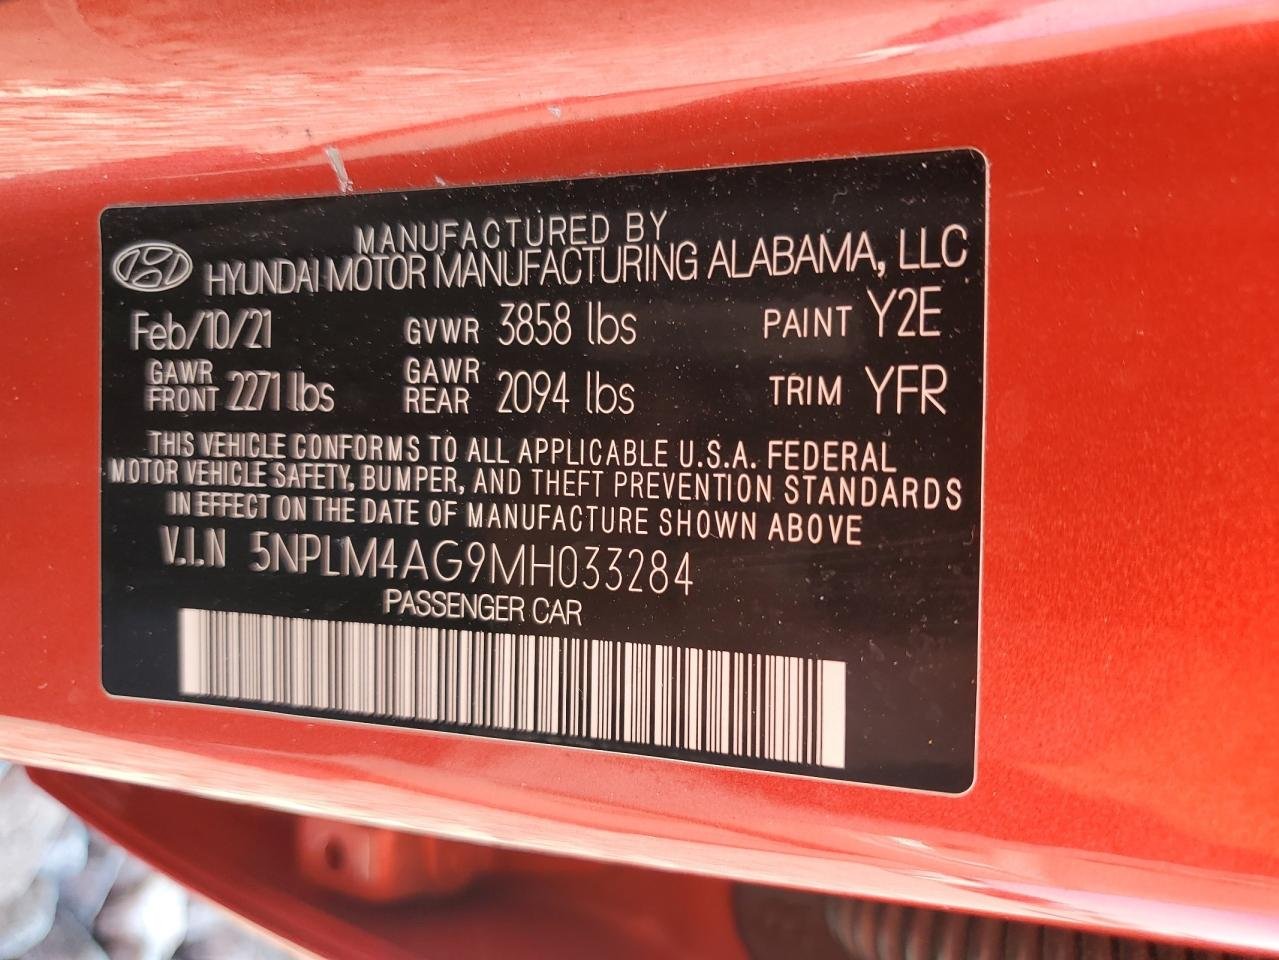 MANUFACTURED BY
HYUNDAI MOTOR MANUFACTURING ALABAMA, LLC
Feb/10/21 GVWR 3858 lbs PAINT Y2E
GAWR FRONT 2271 lbs GAWR REAR 2094 lbs TRIM YFR
THIS VEHICLE CONFORMS TO ALL APPLICABLE U.S.A. FEDERAL
MOTOR VEHICLE SAFETY, BUMPER, AND THEFT PREVENTION STANDARDS
IN EFFECT ON THE DATE OF MANUFACTURE SHOWN ABOVE
V.I.N 5NPLM4AG9MH033284
PASSENGER CAR